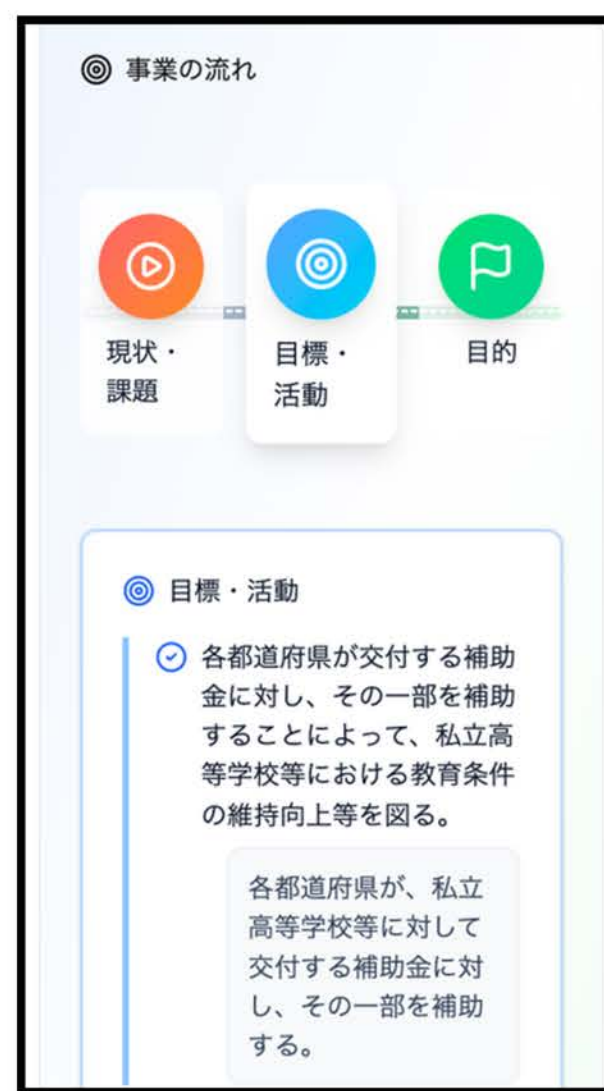 事業の流れ
現状・
課題
目標・
活動
目的
目標・活動
各都道府県が交付する補助
金に対し、その一部を補助
することによって、私立高
等学校等における教育条件
の維持向上等を図る。
各都道府県が、私立
高等学校等に対して
交付する補助金に対
し、その一部を補助
する。